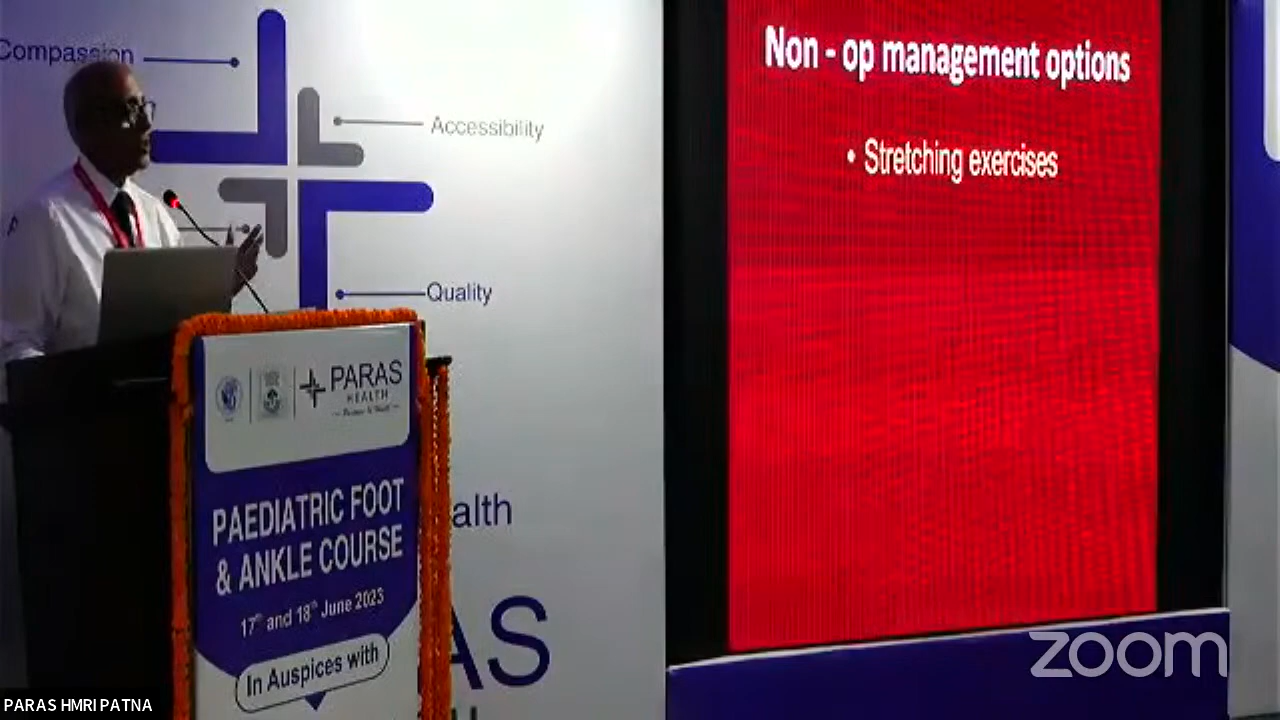 Compassion
Accessibility
Quality
Non - op management options
• Stretching exercises
PARAS
HEALTH
PAEDIATRIC FOOT
& ANKLE COURSE
17th and 18th June 2023
In Auspices with
alth
AS
zoom
PARAS HMRI PATNA